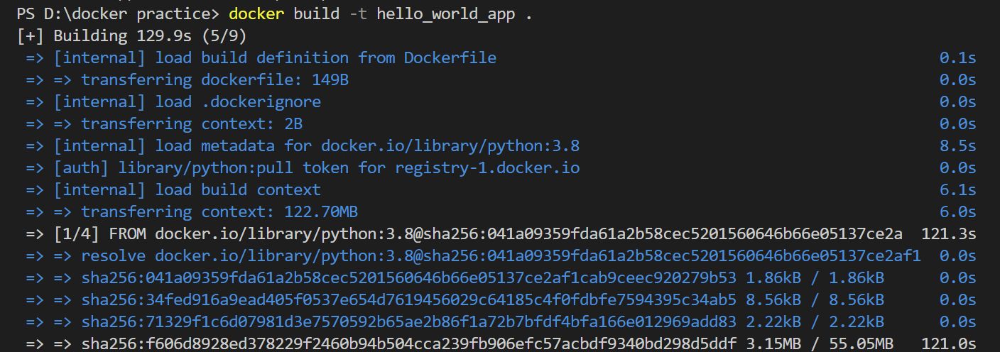 PS D:\docker practice> docker build -t hello_world_app .
[+] Building 129.9s (5/9)
=> [internal] load build definition from Dockerfile 0.1s
=> => transferring dockerfile: 149B 0.0s
=> [internal] load .dockerignore 0.0s
=> => transferring context: 2B 0.0s
=> [internal] load metadata for docker.io/library/python:3.8 8.5s
=> [auth] library/python:pull token for registry-1.docker.io 0.0s
=> [internal] load build context 6.1s
=> => transferring context: 122.70MB 6.0s
=> [1/4] FROM docker.io/library/python:3.8@sha256:041a09359fda61a2b58cec5201560646b66e05137ce2a 121.3s
=> => resolve docker.io/library/python:3.8@sha256:041a09359fda61a2b58cec5201560646b66e05137ce2af1 0.0s
=> => sha256:041a09359fda61a2b58cec5201560646b66e05137ce2af1cab9ceec920279b53 1.86kB / 1.86kB 0.0s
=> => sha256:34fed916a9ead405f0537e654d7619456029c64185c4f0fdbfe7594395c34ab5 8.56kB / 8.56kB 0.0s
=> => sha256:71329f1c6d07981d3e7570592b65ae2b86f1a72b7bfdf4bfa166e012969add83 2.22kB / 2.22kB 0.0s
=> => sha256:f606d8928ed378229f2460b94b504cca239fb906efc57acbdf9340bd298d5ddf 3.15MB / 55.05MB 121.0s